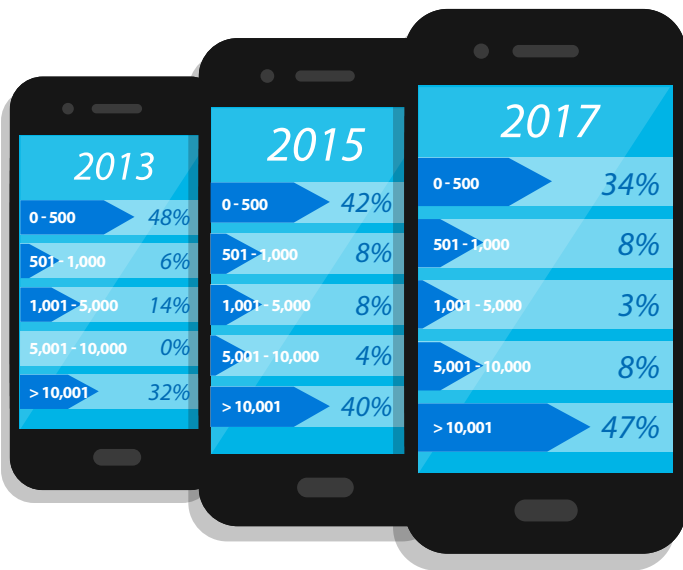 2013
0 - 500 48%
501 - 1,000 6%
1,001 - 5,000 14%
5,001 - 10,000 0%
> 10,001 32%
2015
0 - 500 42%
501 - 1,000 8%
1,001 - 5,000 8%
5,001 - 10,000 4%
> 10,001 40%
2017
0 - 500 34%
501 - 1,000 8%
1,001 - 5,000 3%
5,001 - 10,000 8%
> 10,001 47%